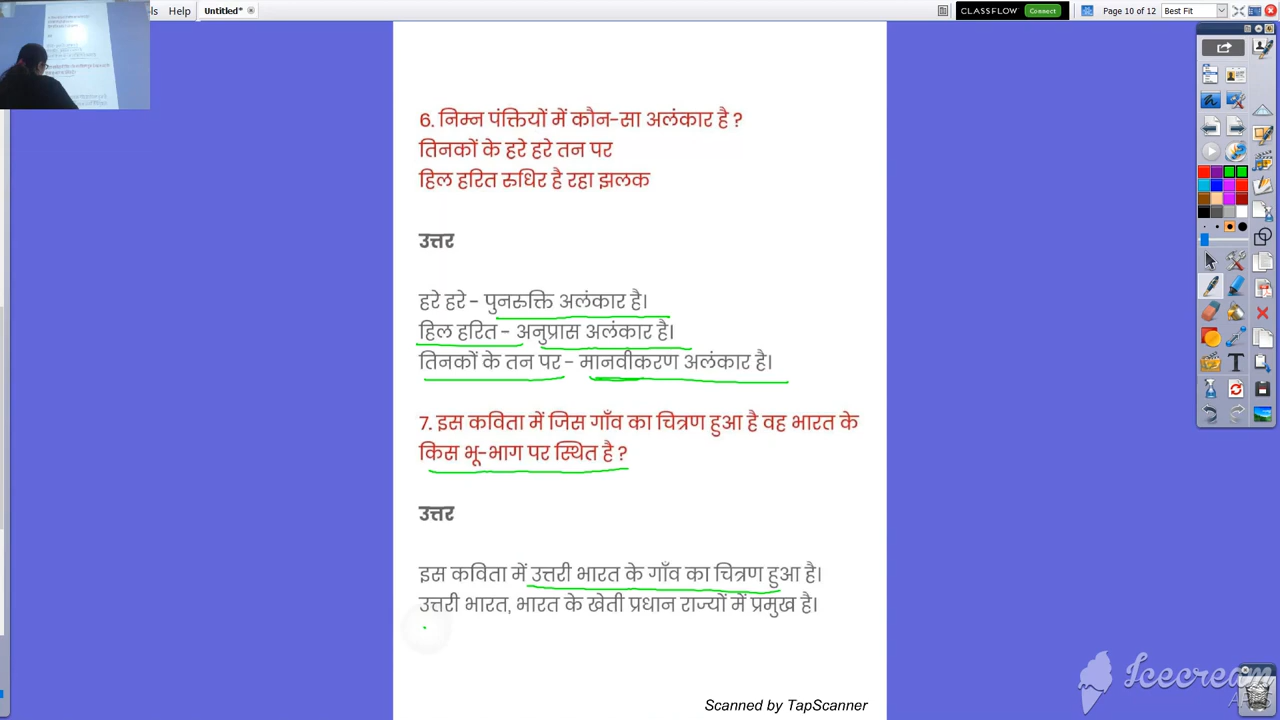 ls Help Untitled*
CLASSFLOW Connect Page 10 of 12 Best Fit
6. निम्न पंक्तियों में कौन-सा अलंकार है ?
तिनकों के हरे हरे तन पर
हिल हरित रुधिर है रहा झलक
उत्तर
हरे हरे - पुनरुक्ति अलंकार है।
हिल हरित - अनुप्रास अलंकार है।
तिनकों के तन पर - मानवीकरण अलंकार है।
7. इस कविता में जिस गाँव का चित्रण हुआ है वह भारत के
किस भू-भाग पर स्थित है ?
उत्तर
इस कविता में उत्तरी भारत के गाँव का चित्रण हुआ है।
उत्तरी भारत, भारत के खेती प्रधान राज्यों में प्रमुख है।
Icecream
APPS
Scanned by TapScanner